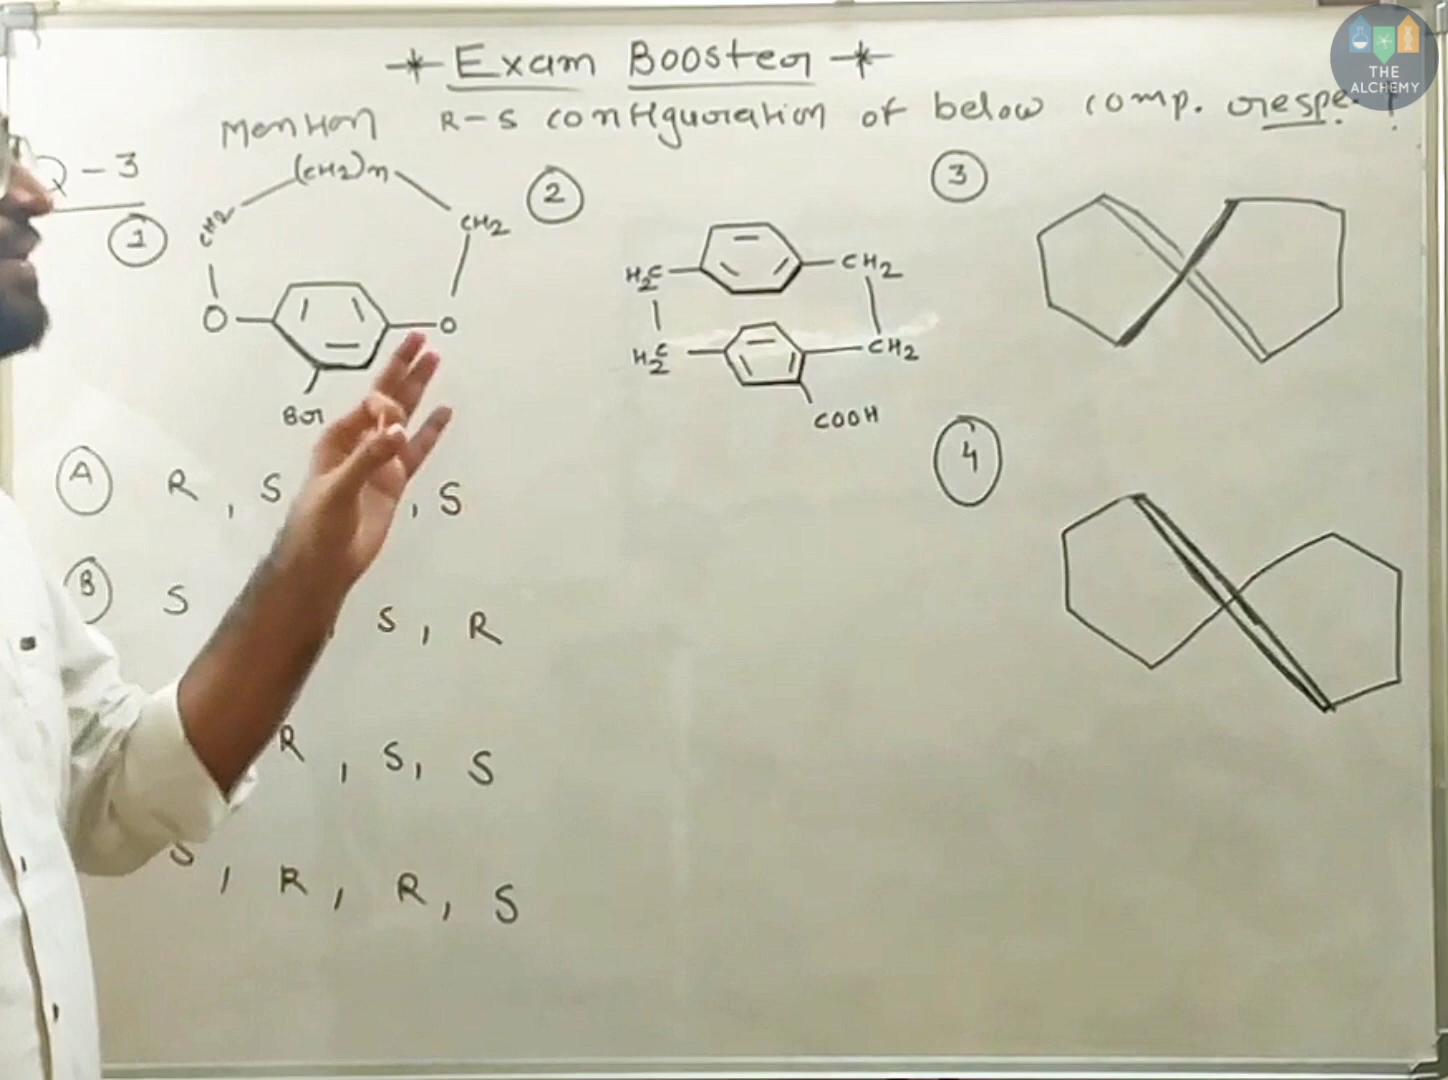 * Exam Booster *
THE
ALCHEMY
Mention R-S configuration of below comp.
Q-3
(CH2)n
CH2
CH2
O
O
Br
1
2
H2C
CH2
H2C
CH2
COOH
3
4
A R, S , S
B S S, R
R, S, S
S, R, R, S